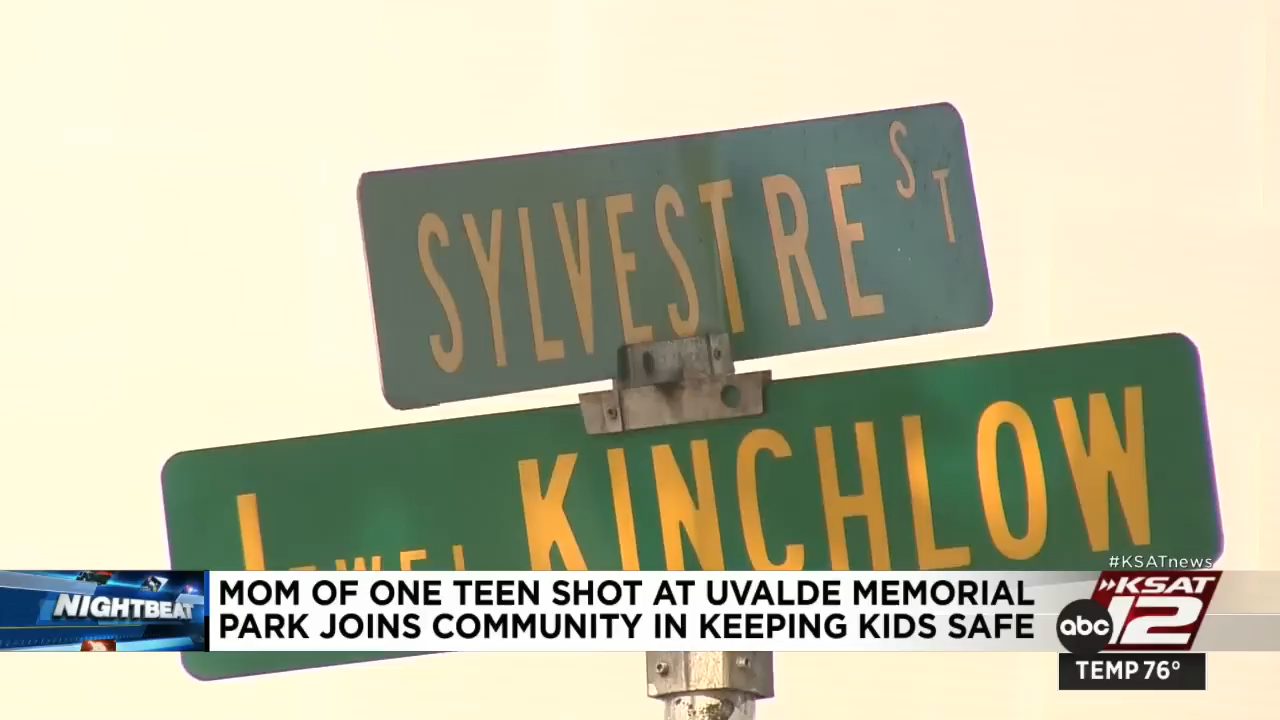 SYLVESTRE ST
KINCHLOW
#KSATnews
NIGHTBEAT
MOM OF ONE TEEN SHOT AT UVALDE MEMORIAL
PARK JOINS COMMUNITY IN KEEPING KIDS SAFE
abc
KSAT
12
TEMP 76°